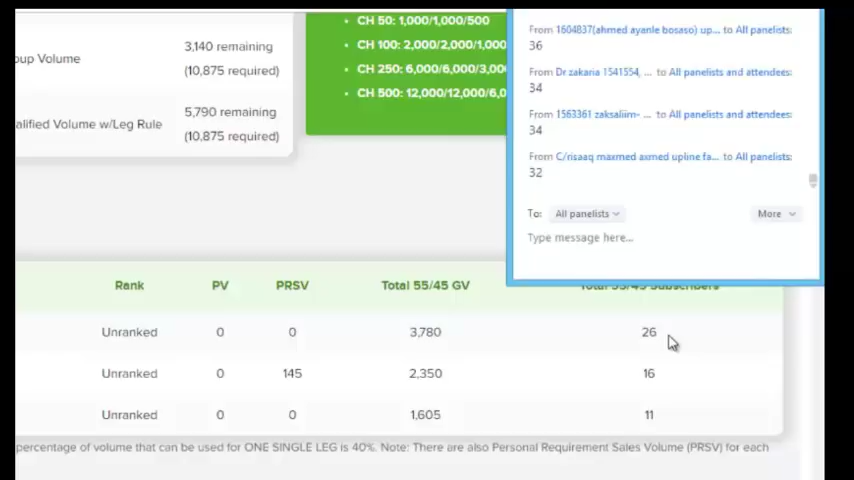 oup Volume
3,140 remaining
(10,875 required)
alified Volume w/Leg Rule
5,790 remaining
(10,875 required)
• CH 50: 1,000/1,000/500
• CH 100: 2,000/2,000/1,000
• CH 250: 6,000/6,000/3,00
• CH 500: 12,000/12,000/6,0
From 1604837(ahmed ayanle bosaso) up... to All panelists:
36
From Dr zakaria 1541554, ... to All panelists and attendees:
34
From 1563361 zaksaliim- ... to All panelists and attendees:
34
From C/risaaq maxmed axmed upline fa... to All panelists:
32
To: All panelists
More
Type message here...
Rank PV PRSV Total 55/45 GV Total 55/45 Subscribers
Unranked 0 0 3,780 26
Unranked 0 145 2,350 16
Unranked 0 0 1,605 11
percentage of volume that can be used for ONE SINGLE LEG is 40%. Note: There are also Personal Requirement Sales Volume (PRSV) for each